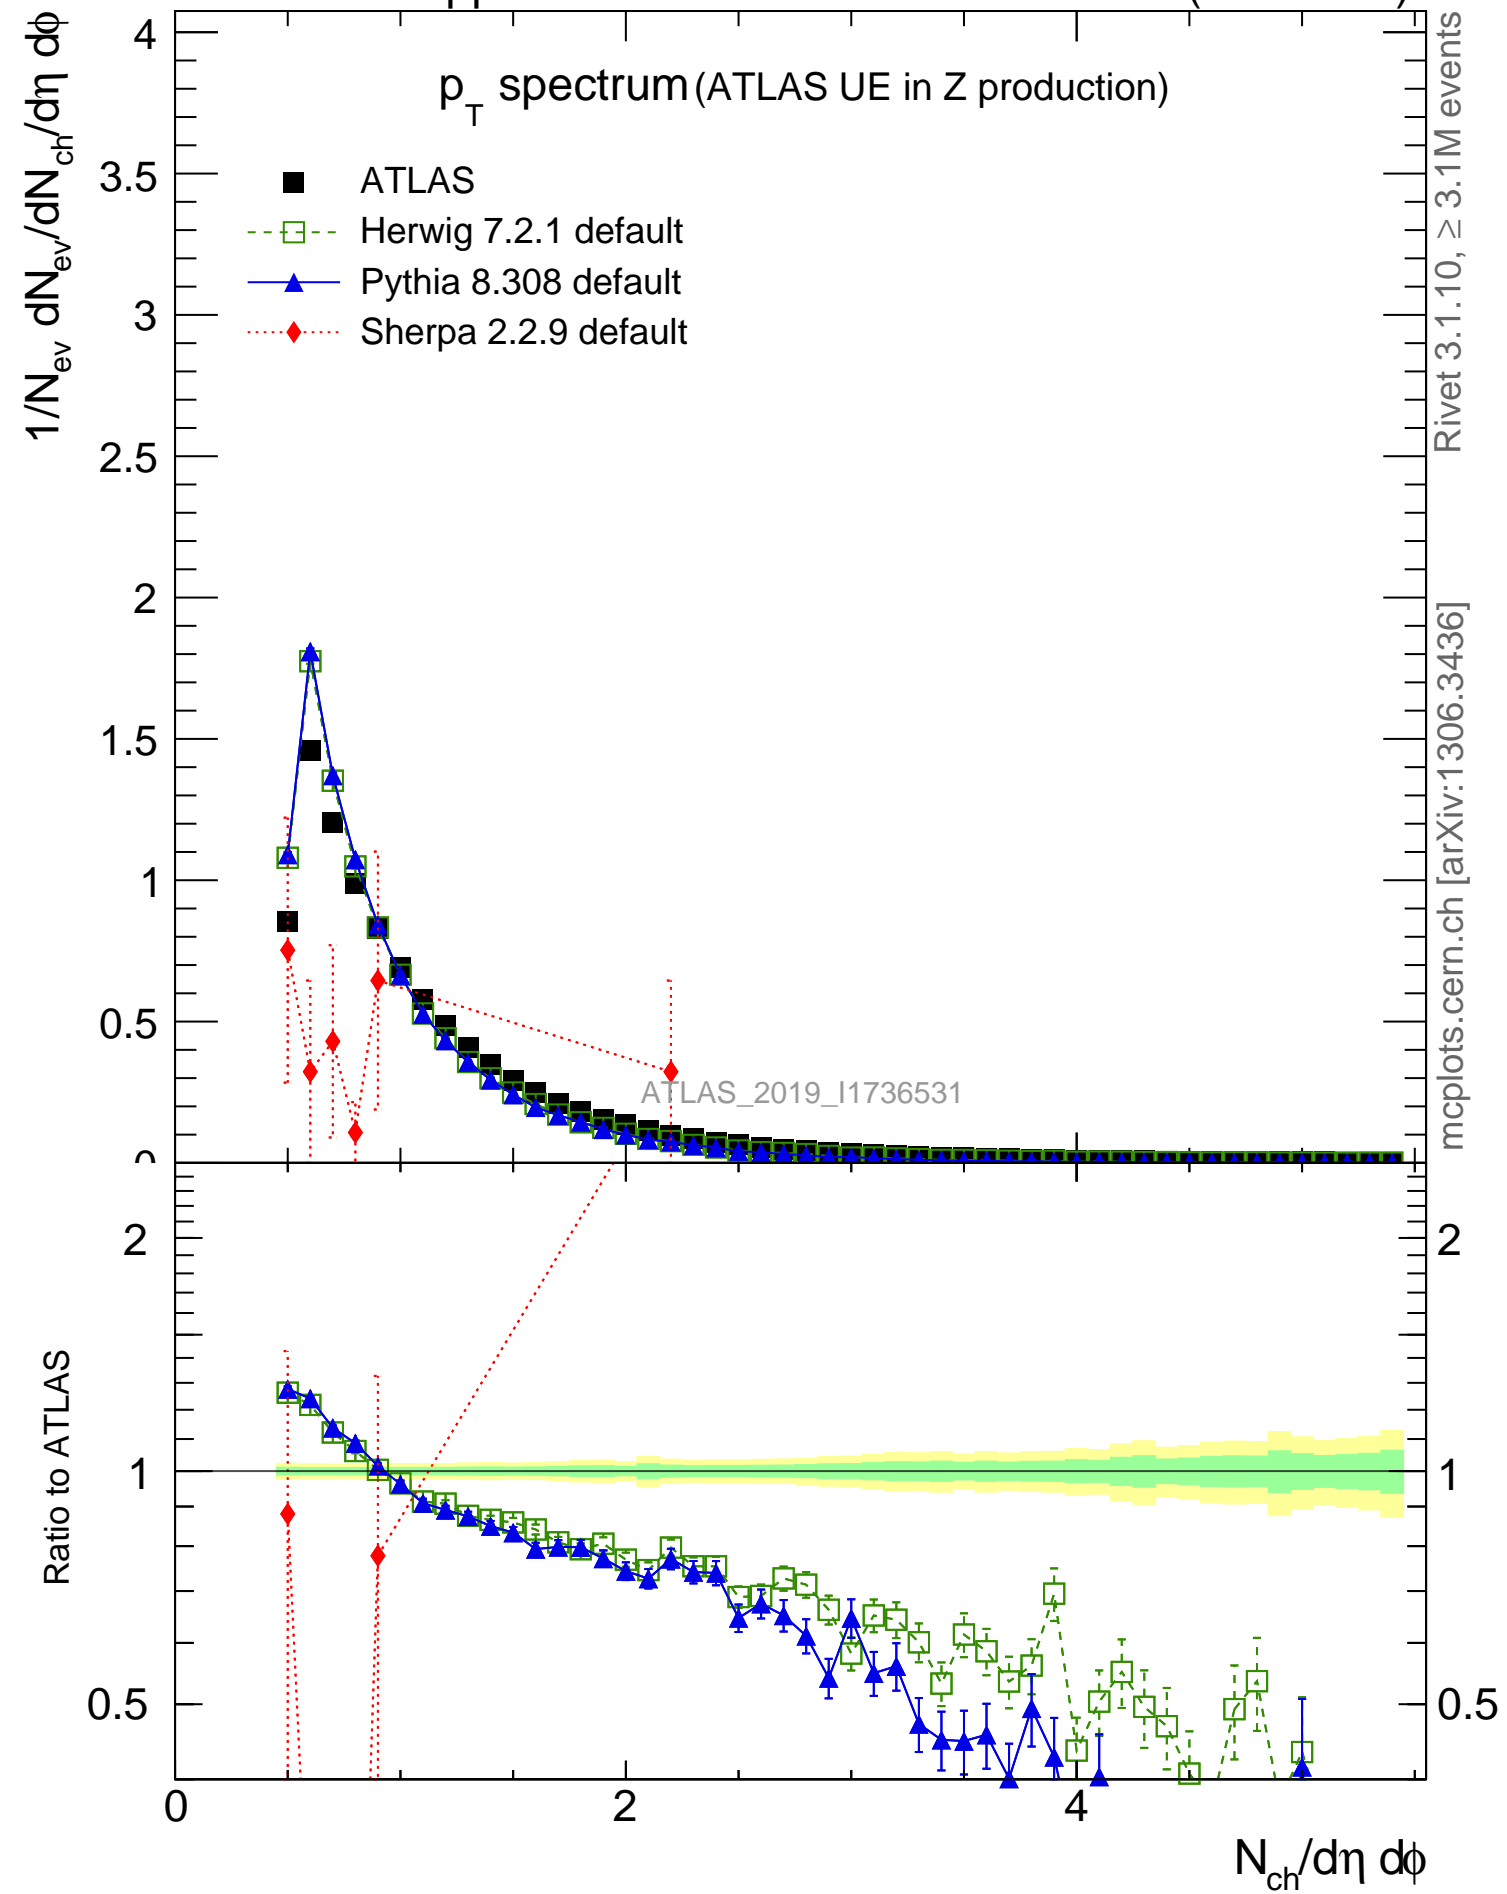 1/N_ev dN_ev/dN_ch/dη dϕ
p_T spectrum (ATLAS UE in Z production)
ATLAS
Herwig 7.2.1 default
Pythia 8.308 default
Sherpa 2.2.9 default
4
3.5
3
2.5
2
1.5
1
0.5
0
ATLAS_2019_I1736531
Rivet 3.1.10, ≥ 3.1M events
mcplots.cern.ch [arXiv:1306.3436]
Ratio to ATLAS
2
1
0.5
2
1
0.5
0
2
4
N_ch/dη dϕ